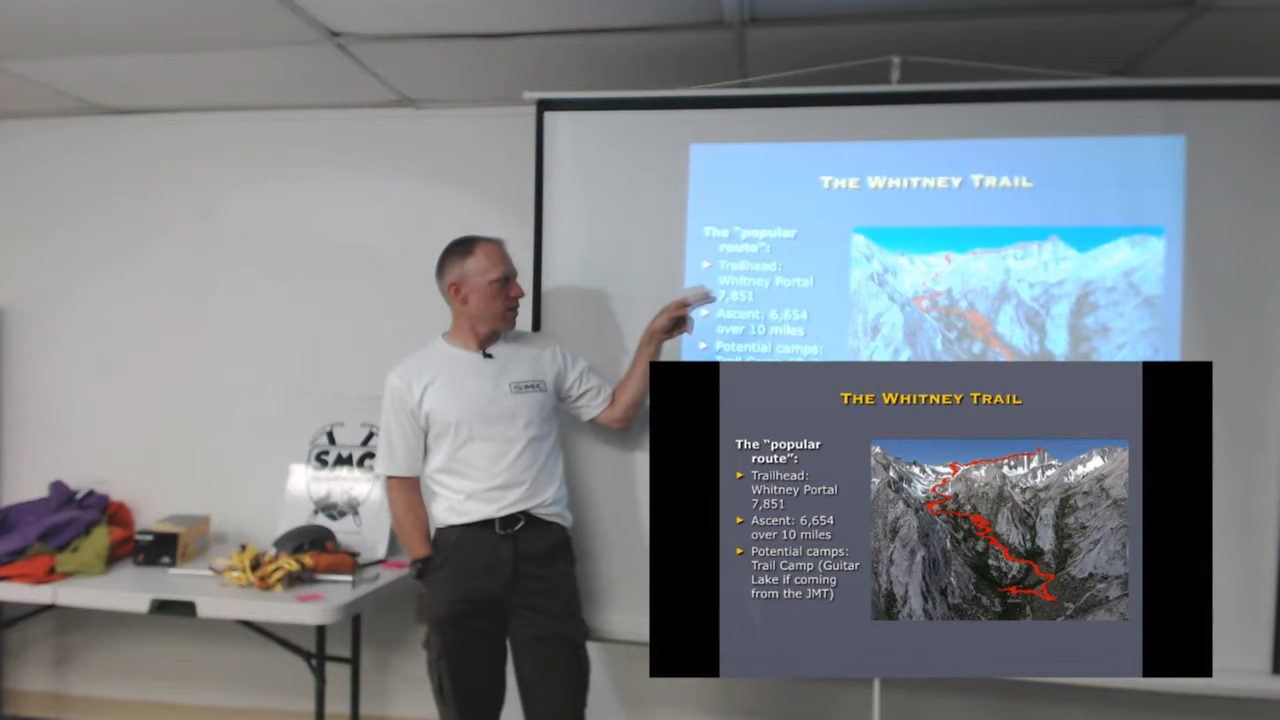 THE WHITNEY TRAIL
The "popular
route":
Trailhead:
Whitney Portal
7,851
Ascent: 6,654
over 10 miles
Potential camps:
SMC
SMC
THE WHITNEY TRAIL
The "popular
route":
Trailhead:
Whitney Portal
7,851
Ascent: 6,654
over 10 miles
Potential camps:
Trail Camp (Guitar
Lake if coming
from the JMT)